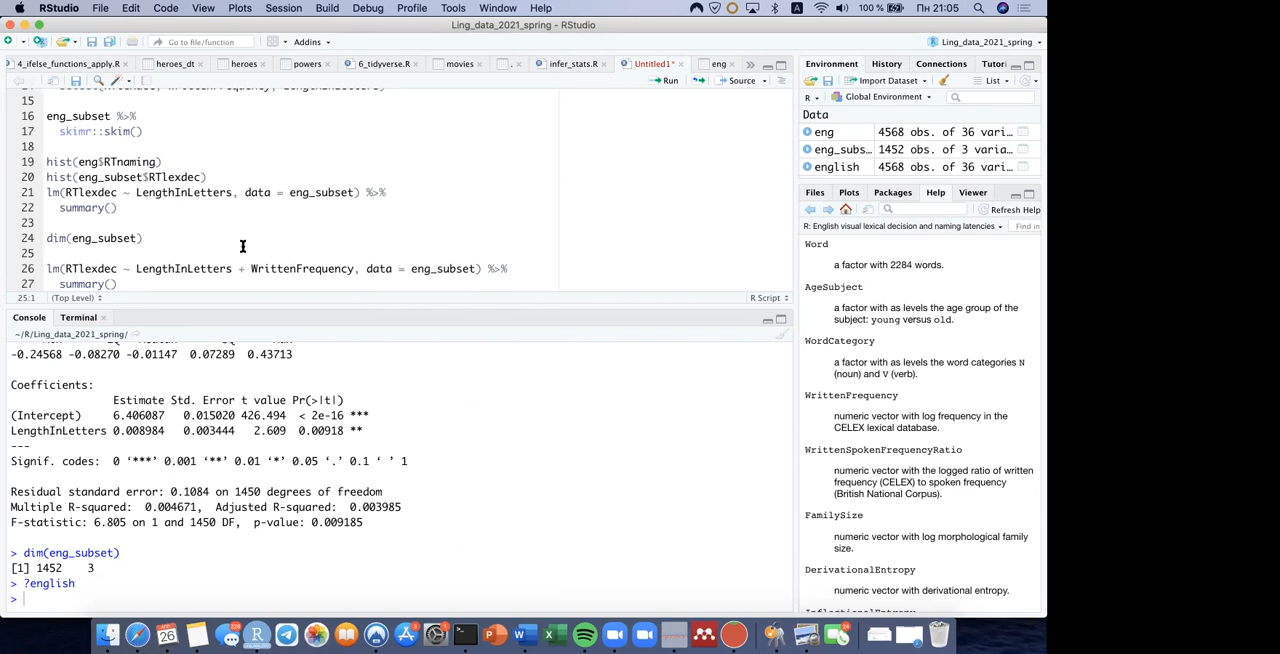 RStudio File Edit Code View Plots Session Build Debug Profile Tools Window Help 100 % Пн 21:05
Ling_data_2021_spring - RStudio
Go to file/function Addins Ling_data_2021_spring
4_ifelse_functions_apply.R heroes_dt heroes powers 6_tidyverse.R movies . infer_stats.R Untitled1* eng
Run Source
15
16 eng_subset %>%
17 skimr::skim()
18
19 hist(eng$RTnaming)
20 hist(eng_subset$RTlexdec)
21 lm(RTlexdec ~ LengthInLetters, data = eng_subset) %>%
22 summary()
23
24 dim(eng_subset)
25
26 lm(RTlexdec ~ LengthInLetters + WrittenFrequency, data = eng_subset) %>%
27 summary()
25:1 (Top Level) R Script
Console Terminal
~/R/Ling_data_2021_spring/
-0.24568 -0.08270 -0.01147 0.07289 0.43713
Coefficients:
Estimate Std. Error t value Pr(>|t|)
(Intercept) 6.406087 0.015020 426.494 < 2e-16 ***
LengthInLetters 0.008984 0.003444 2.609 0.00918 **
---
Signif. codes: 0 ‘***’ 0.001 ‘**’ 0.01 ‘*’ 0.05 ‘.’ 0.1 ‘ ’ 1
Residual standard error: 0.1084 on 1450 degrees of freedom
Multiple R-squared: 0.004671, Adjusted R-squared: 0.003985
F-statistic: 6.805 on 1 and 1450 DF, p-value: 0.009185
> dim(eng_subset)
[1] 1452 3
> ?english
>
Environment History Connections Tutori
Import Dataset List
R Global Environment
Data
eng 4568 obs. of 36 vari…
eng_subs… 1452 obs. of 3 varia…
english 4568 obs. of 36 vari…
Files Plots Packages Help Viewer
Refresh Help
R: English visual lexical decision and naming latencies Find in
Word
a factor with 2284 words.
AgeSubject
a factor with as levels the age group of the
subject: young versus old.
WordCategory
a factor with as levels the word categories N
(noun) and V (verb).
WrittenFrequency
numeric vector with log frequency in the
CELEX lexical database.
WrittenSpokenFrequencyRatio
numeric vector with the logged ratio of written
frequency (CELEX) to spoken frequency
(British National Corpus).
FamilySize
numeric vector with log morphological family
size.
DerivationalEntropy
numeric vector with derivational entropy.